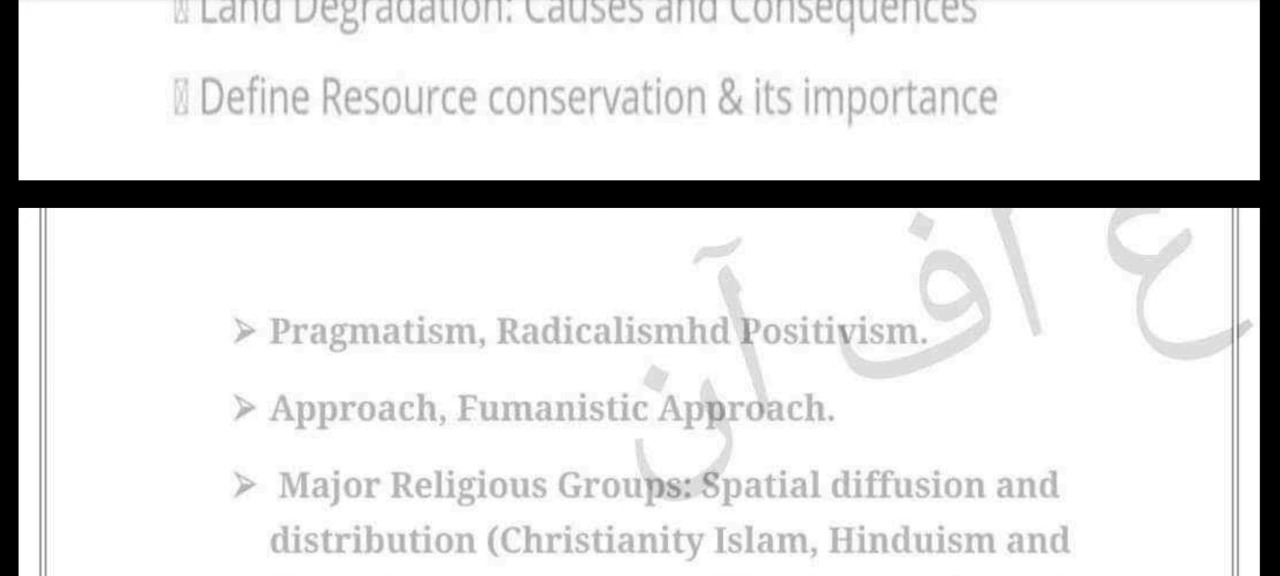 Land Degradation: Causes and Consequences
Define Resource conservation & its importance
➢ Pragmatism, Radicalismhd Positivism.
➢ Approach, Fumanistic Approach.
➢ Major Religious Groups: Spatial diffusion and
distribution (Christianity Islam, Hinduism and